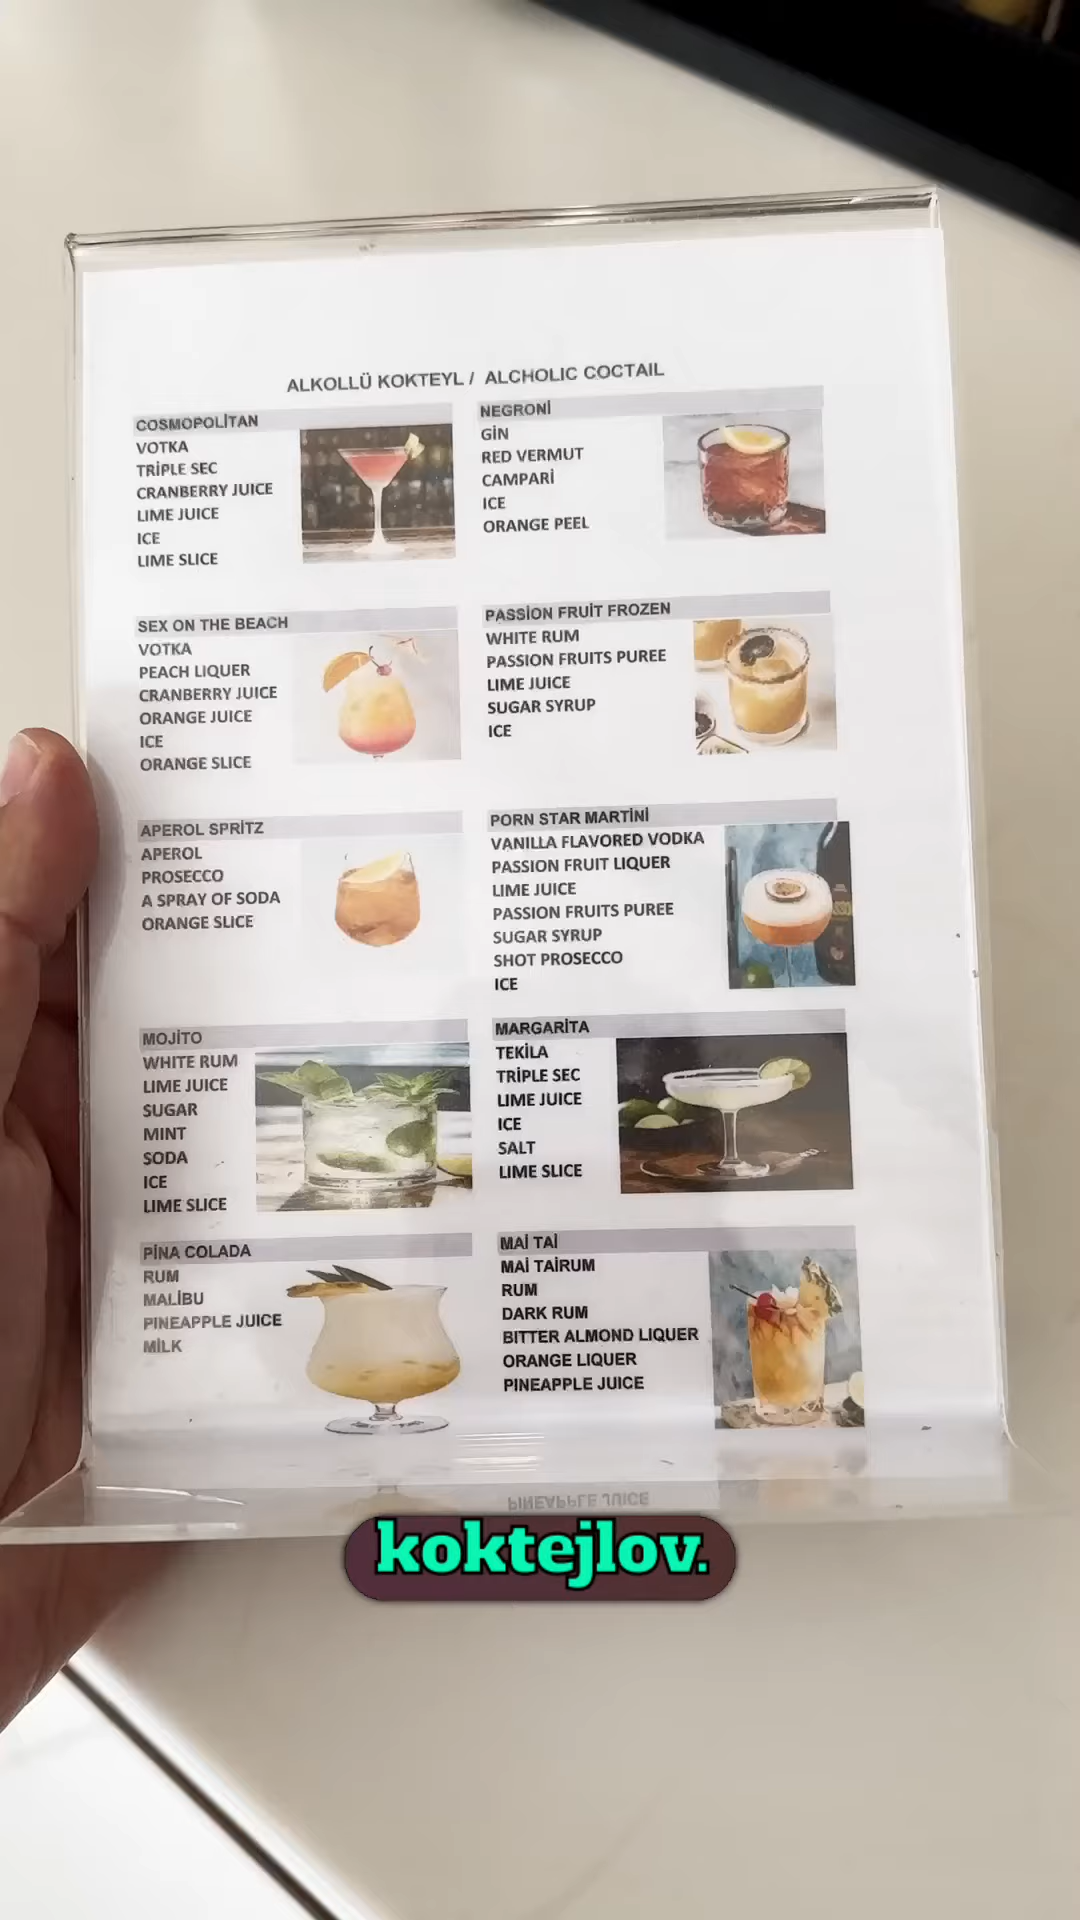 ALKOLLÜ KOKTEYL / ALCHOLIC COCTAIL
COSMOPOLİTAN
VOTKA
TRİPLE SEC
CRANBERRY JUICE
LIME JUICE
ICE
LIME SLICE
NEGRONİ
GİN
RED VERMUT
CAMPARİ
ICE
ORANGE PEEL
SEX ON THE BEACH
VOTKA
PEACH LIQUER
CRANBERRY JUICE
ORANGE JUICE
ICE
ORANGE SLICE
PASSİON FRUİT FROZEN
WHITE RUM
PASSION FRUITS PUREE
LIME JUICE
SUGAR SYRUP
ICE
APEROL SPRİTZ
APEROL
PROSECCO
A SPRAY OF SODA
ORANGE SLICE
PORN STAR MARTİNİ
VANILLA FLAVORED VODKA
PASSION FRUIT LIQUER
LIME JUICE
PASSION FRUITS PUREE
SUGAR SYRUP
SHOT PROSECCO
ICE
MOJİTO
WHITE RUM
LIME JUICE
SUGAR
MINT
SODA
ICE
LIME SLICE
MARGARİTA
TEKİLA
TRİPLE SEC
LIME JUICE
ICE
SALT
LIME SLICE
PİNA COLADA
RUM
MALİBU
PINEAPPLE JUICE
MİLK
MAİ TAİ
MAİ TAİRUM
RUM
DARK RUM
BITTER ALMOND LIQUER
ORANGE LIQUER
PINEAPPLE JUICE
PINEAPPLE JUICE
koktejlov.